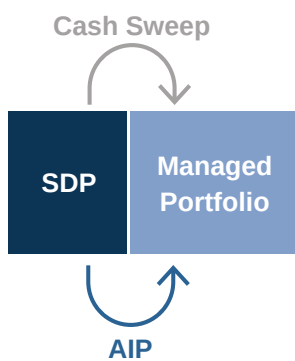 Cash Sweep
SDP
Managed
Portfolio
AIP